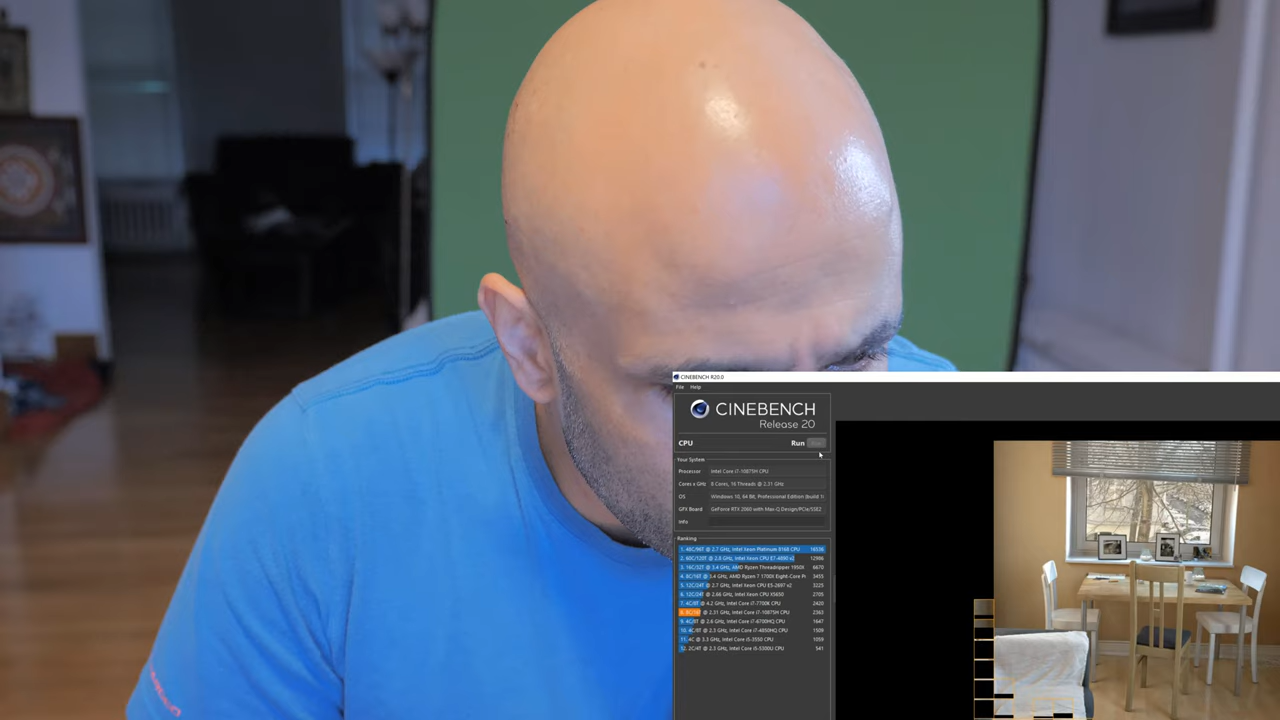 CINEBENCH R20.0
File Help
CINEBENCH
Release 20
CPU Run
Your System
Processor Intel Core i7-10875H CPU
Cores x GHz 8 Cores, 16 Threads @ 2.31 GHz
OS Windows 10, 64 Bit, Professional Edition (build 1
GFX Board GeForce RTX 2060 with Max-Q Design/PCIe/SSE2
Info
Ranking
1. 48C/96T @ 2.7 GHz, Intel Xeon Platinum 8168 CPU 16536
2. 60C/120T @ 2.8 GHz, Intel Xeon CPU E7-4890 v2 12986
3. 16C/32T @ 3.4 GHz, AMD Ryzen Threadripper 1950X 6670
4. 8C/16T @ 3.4 GHz, AMD Ryzen 7 1700X Eight-Core Pr 3455
5. 12C/24T @ 2.7 GHz, Intel Xeon CPU E5-2697 v2 3225
6. 12C/24T @ 2.66 GHz, Intel Xeon CPU X5650 2705
7. 4C/8T @ 4.2 GHz, Intel Core i7-7700K CPU 2420
8. 8C/16T @ 2.31 GHz, Intel Core i7-10875H CPU 2363
9. 4C/8T @ 2.6 GHz, Intel Core i7-6700HQ CPU 1647
10. 4C/8T @ 2.3 GHz, Intel Core i7-4850HQ CPU 1509
11. 4C @ 3.3 GHz, Intel Core i5-3550 CPU 1059
12. 2C/4T @ 2.3 GHz, Intel Core i5-5300U CPU 541